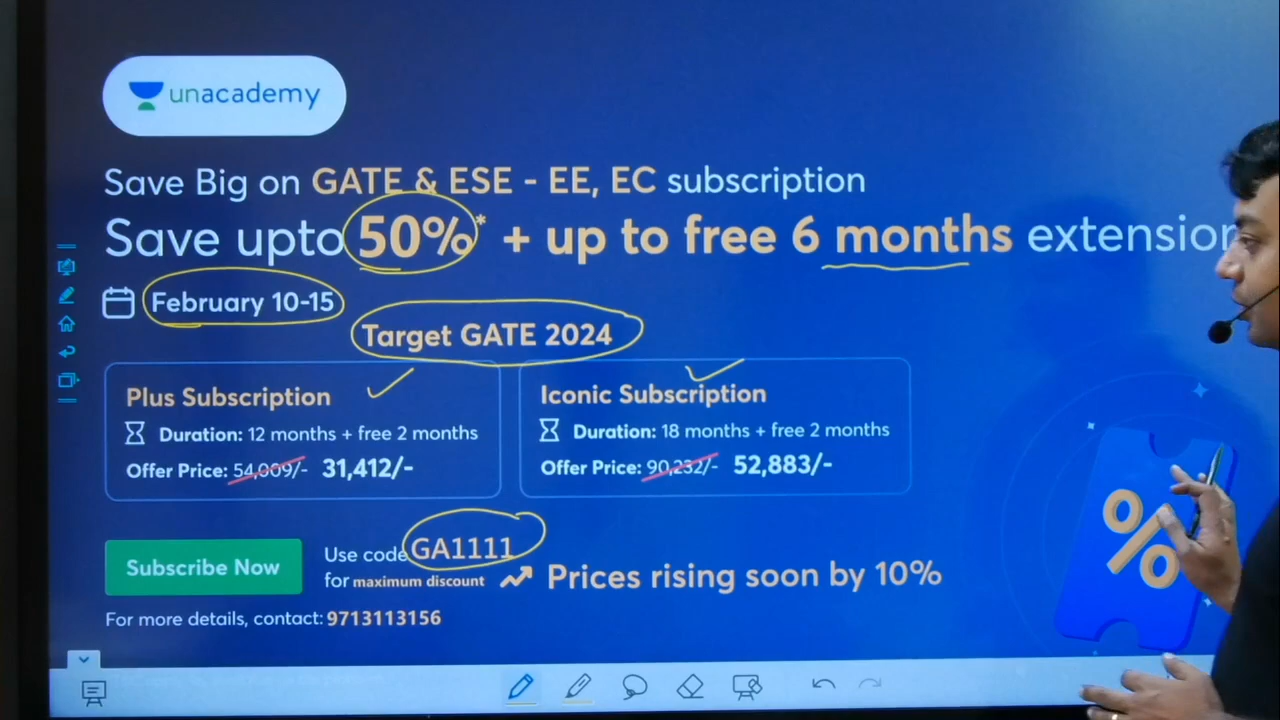 unacademy
Save Big on GATE & ESE - EE, EC subscription
Save upto 50%* + up to free 6 months extension
February 10-15
Target GATE 2024
Plus Subscription
Duration: 12 months + free 2 months
Offer Price: 54,009/- 31,412/-
Iconic Subscription
Duration: 18 months + free 2 months
Offer Price: 90,232/- 52,883/-
Subscribe Now
Use code GA1111
for maximum discount
Prices rising soon by 10%
For more details, contact: 9713113156
%